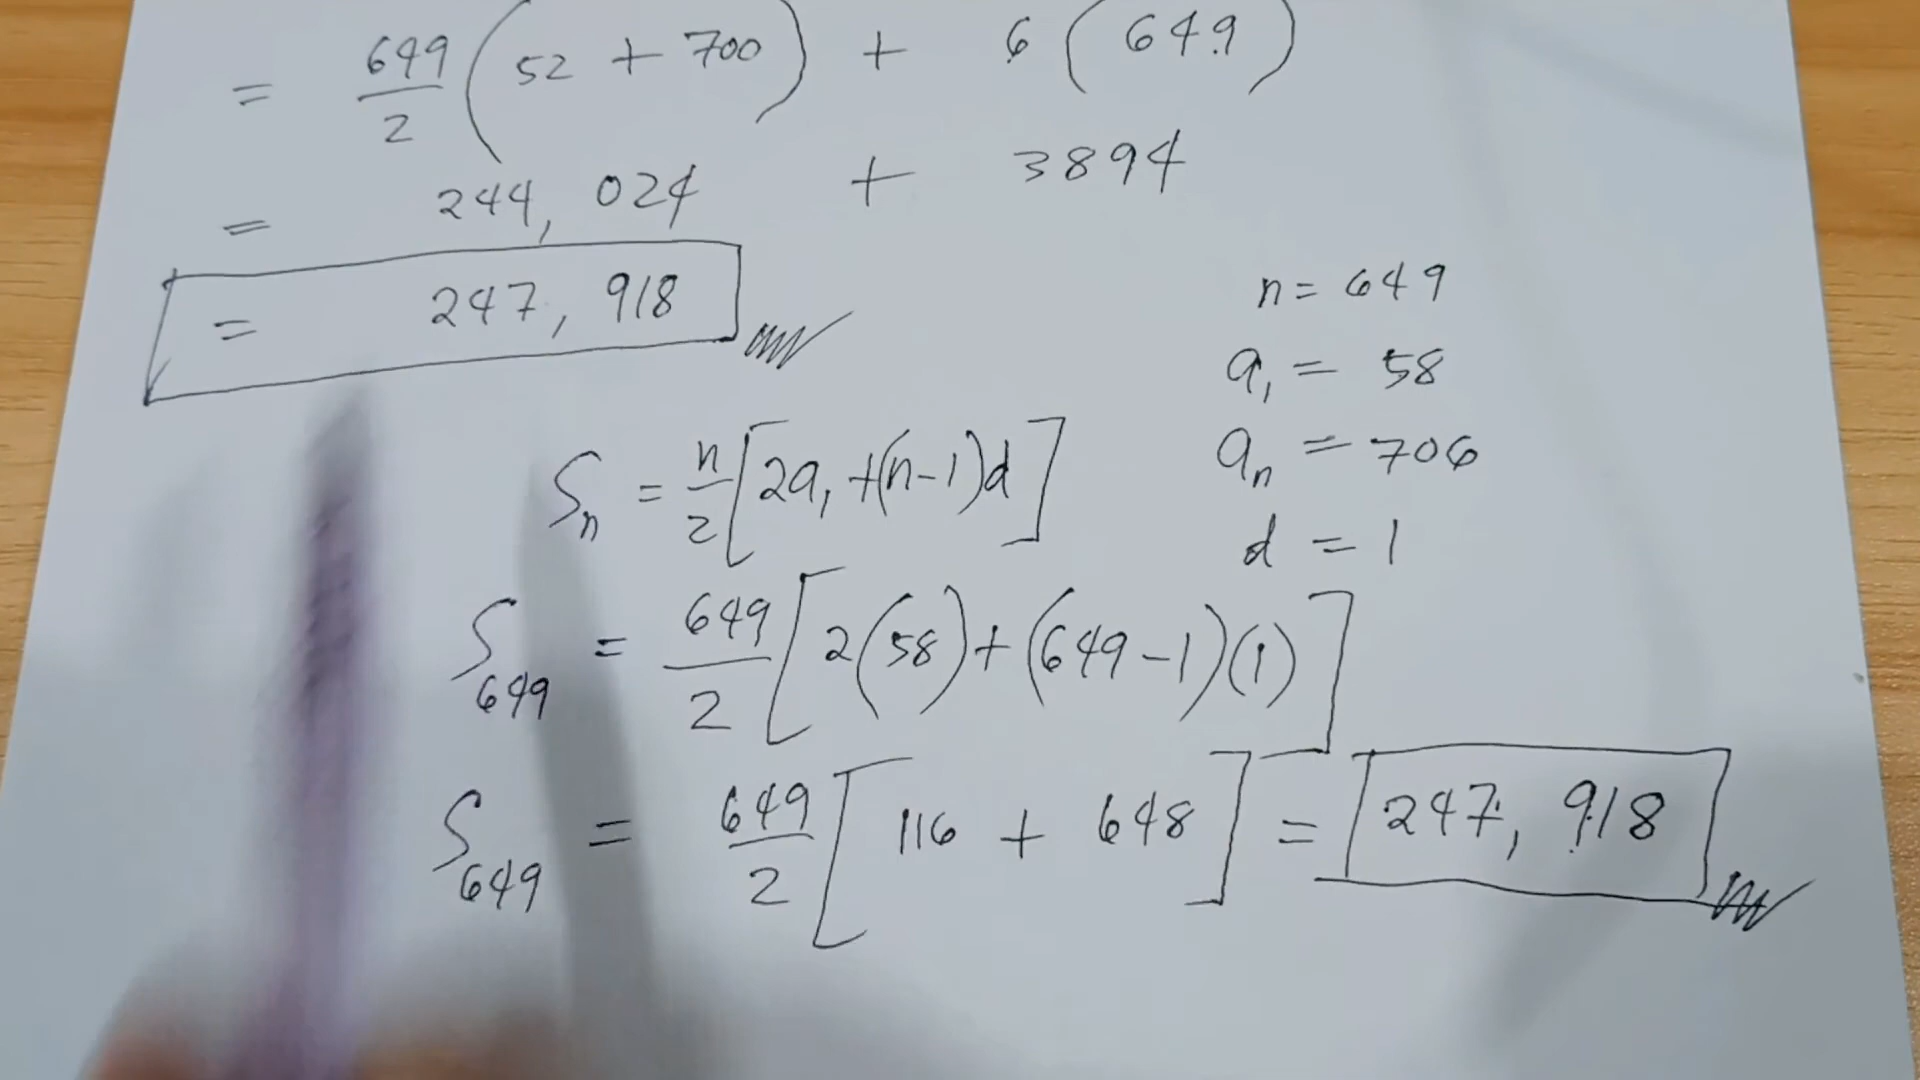 = 649/2 (52 + 700) + 6 (649)
= 244, 024 + 3894
= 247, 918
n = 649
a₁ = 58
aₙ = 706
d = 1
Sₙ = n/2 [2a₁ + (n-1)d]
S₆₄₉ = 649/2 [2(58) + (649-1)(1)]
S₆₄₉ = 649/2 [116 + 648] = 247, 918